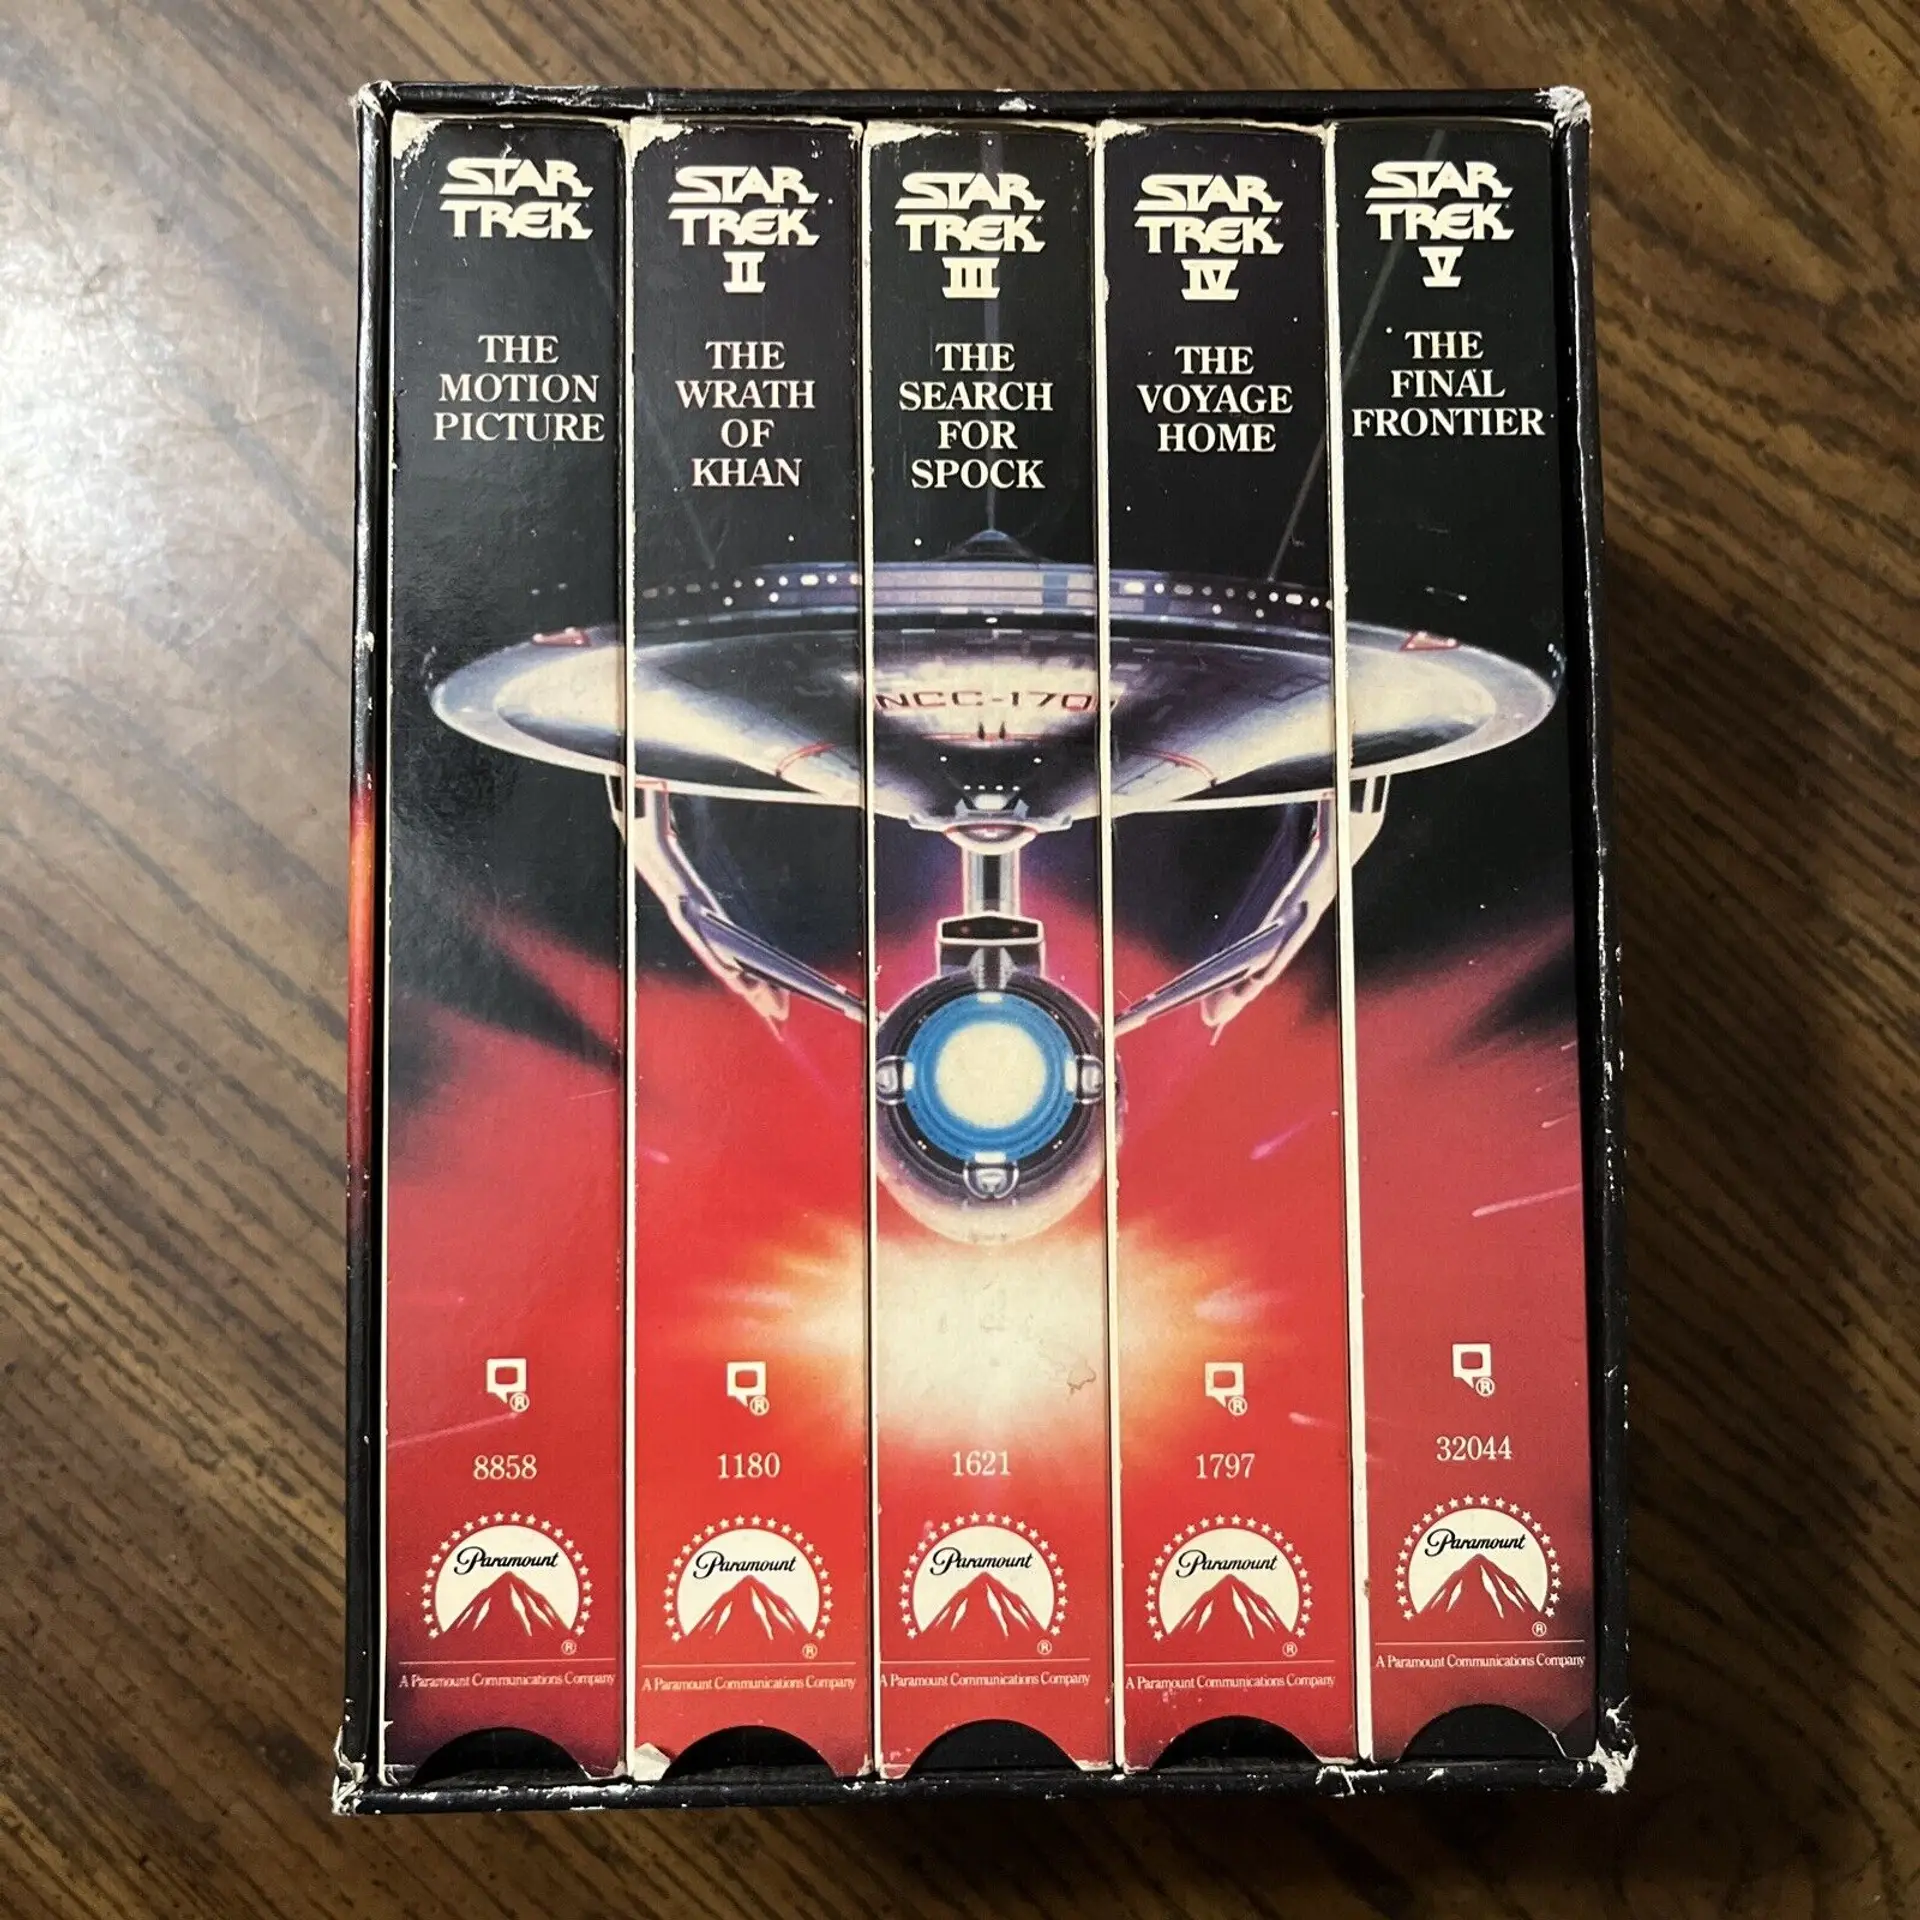 STAR
TREK
THE
MOTION
PICTURE
8858
Paramount
®
A Paramount Communications Company
STAR
TREK
II
THE
WRATH
OF
KHAN
®
1180
Paramount
®
A Paramount Communications Company
STAR
TREK
III
THE
SEARCH
FOR
SPOCK
NCC-170
1621
Paramount
®
A Paramount Communications Company
STAR
TREK
IV
THE
VOYAGE
HOME
®
1797
Paramount
®
A Paramount Communications Company
STAR
TREK
V
THE
FINAL
FRONTIER
®
32044
Paramount
®
A Paramount Communications Company